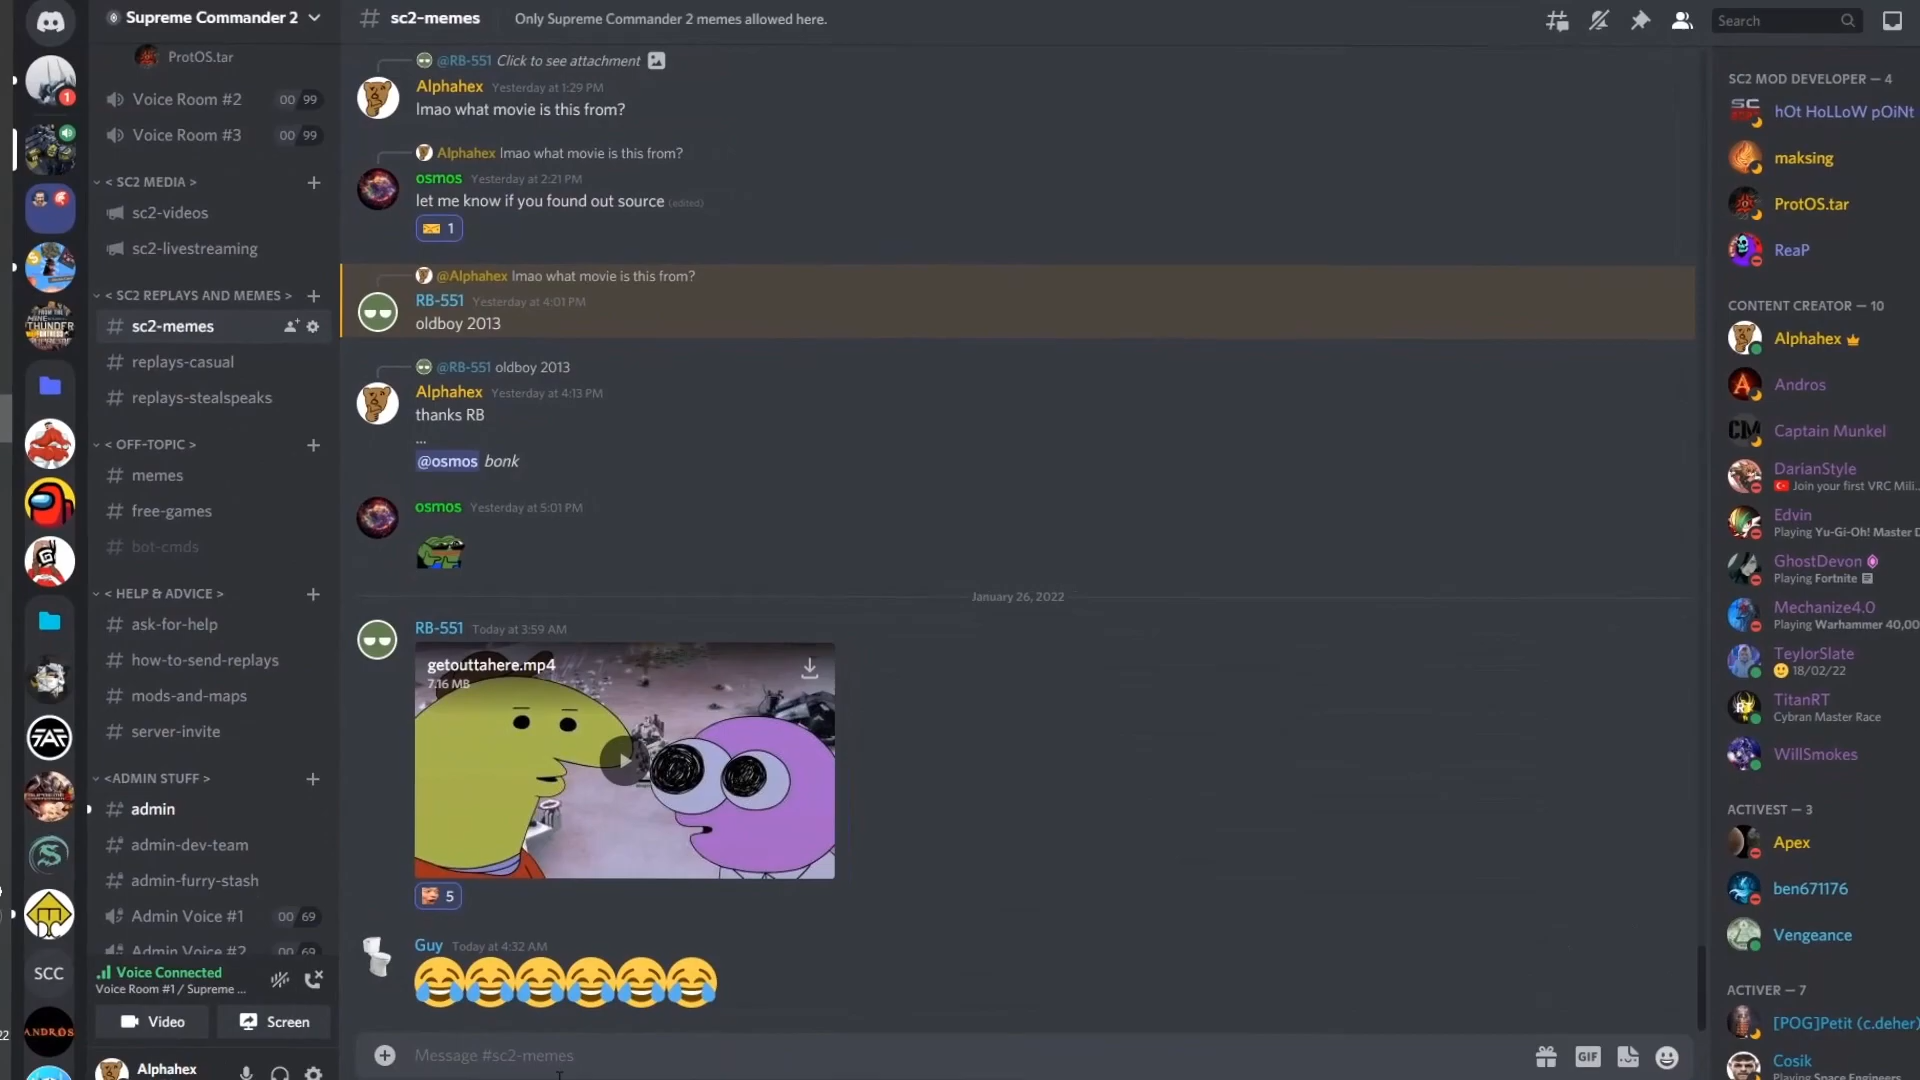 Supreme Commander 2
ProtOS.tar
Voice Room #2 00 99
Voice Room #3 00 99
< SC2 MEDIA >
sc2-videos
sc2-livestreaming
< SC2 REPLAYS AND MEMES >
sc2-memes
replays-casual
replays-stealspeaks
< OFF-TOPIC >
memes
free-games
bot-cmds
< HELP & ADVICE >
ask-for-help
how-to-send-replays
mods-and-maps
server-invite
<ADMIN STUFF >
admin
admin-dev-team
admin-furry-stash
Admin Voice #1 00 69
Admin Voice #2 00 69
Voice Connected
Voice Room #1 / Supreme ...
Video
Screen
Alphahex
1
THUNDER
SCC
ANDROS
22
sc2-memes
Only Supreme Commander 2 memes allowed here.
Search
@RB-551 Click to see attachment
Alphahex Yesterday at 1:29 PM
lmao what movie is this from?
Alphahex lmao what movie is this from?
osmos Yesterday at 2:21 PM
let me know if you found out source (edited)
1
@Alphahex lmao what movie is this from?
RB-551 Yesterday at 4:01 PM
oldboy 2013
@RB-551 oldboy 2013
Alphahex Yesterday at 4:13 PM
thanks RB
...
@osmos bonk
osmos Yesterday at 5:01 PM
January 26, 2022
RB-551 Today at 3:59 AM
getouttahere.mp4
7.16 MB
5
Guy Today at 4:32 AM
Message #sc2-memes
GIF
SC2 MOD DEVELOPER — 4
hOt HoLLoW pOiNt
maksing
ProtOS.tar
ReaP
CONTENT CREATOR — 10
Alphahex
Andros
Captain Munkel
DarianStyle
Join your first VRC Mili...
Edvin
Playing Yu-Gi-Oh! Master D
GhostDevon
Playing Fortnite
Mechanize4.0
Playing Warhammer 40,00
TeylorSlate
18/02/22
TitanRT
Cybran Master Race
WillSmokes
ACTIVEST — 3
Apex
ben671176
Vengeance
ACTIVER — 7
[POG]Petit (c.deher)
Cosik
Playing Space Engineers